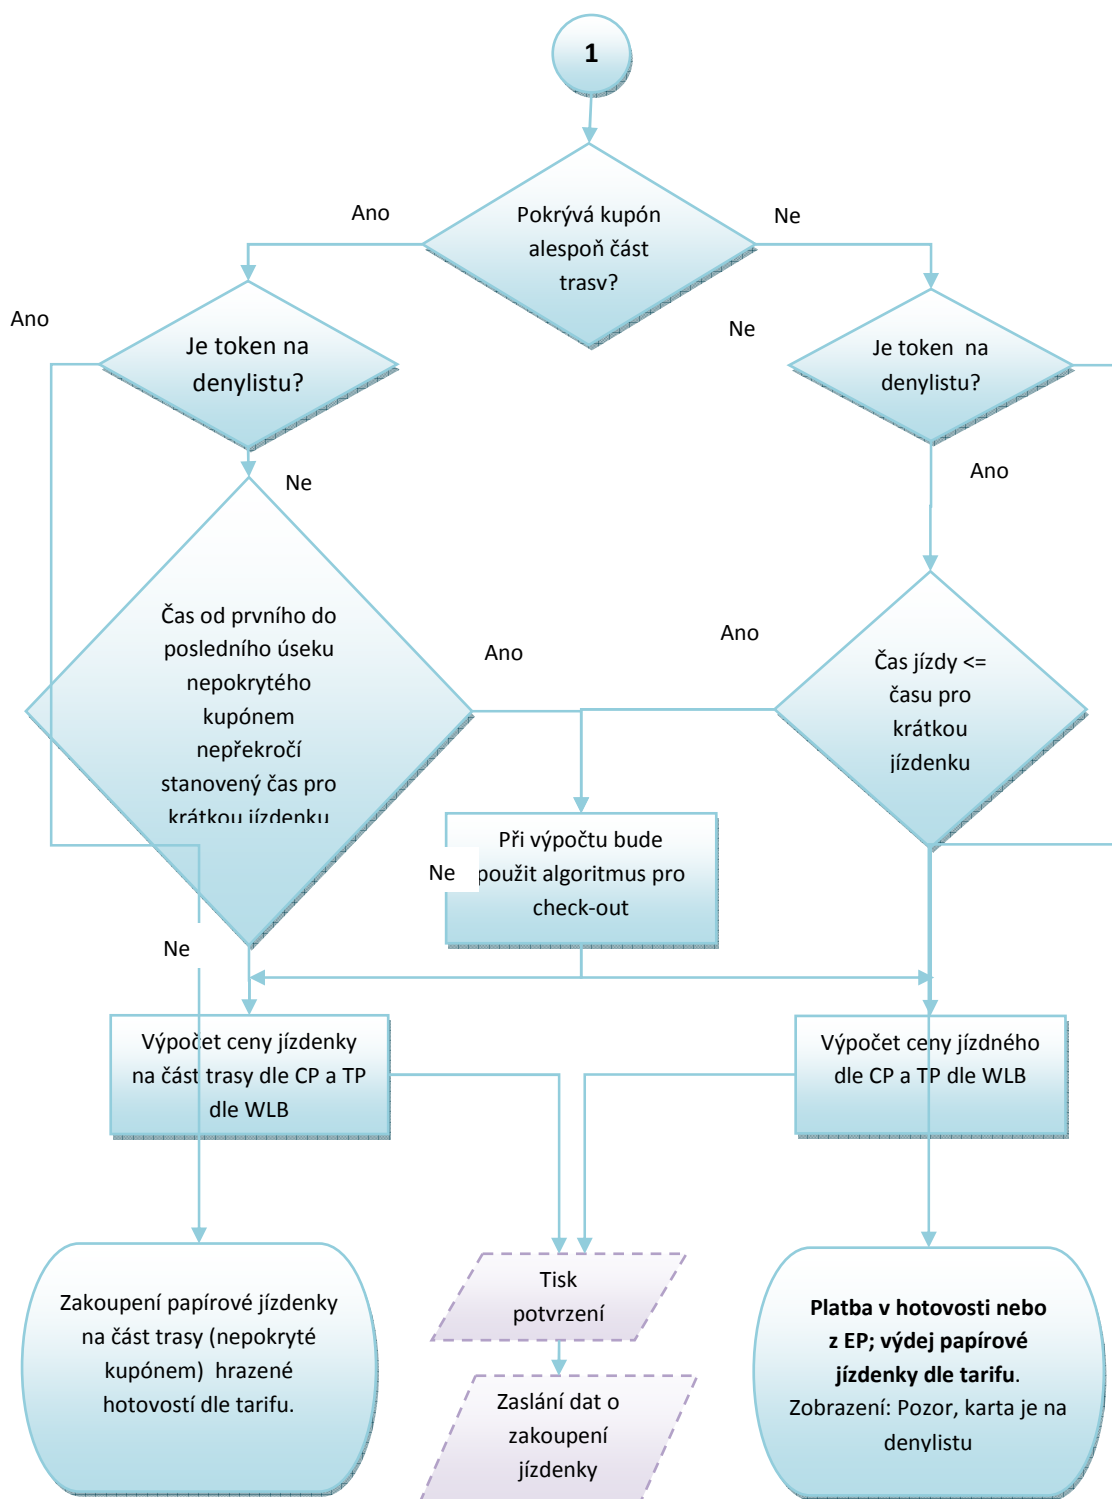 1
Ano
Pokrývá kupón
alespoň část
trasy?
Ne
Ano
Je token na
denylistu?
Ne
Je token na
denylistu?
Ne
Ano
Čas od prvního do
posledního úseku
nepokrytého
kupónem
nepřekročí
stanovený čas pro
krátkou jízdenku
Ano
Ano
Čas jízdy <=
času pro
krátkou
jízdenku
Při výpočtu bude
použit algoritmus pro
check-out
Ne
Ne
Výpočet ceny jízdenky
na část trasy dle CP a TP
dle WLB
Výpočet ceny jízdného
dle CP a TP dle WLB
Zakoupení papírové jízdenky
na část trasy (nepokryté
kupónem) hrazené
hotovostí dle tarifu.
Tisk
potvrzení
Zaslání dat o
zakoupení
jízdenky
Platba v hotovosti nebo
z EP; výdej papírové
jízdenky dle tarifu.
Zobrazení: Pozor, karta je na
denylistu